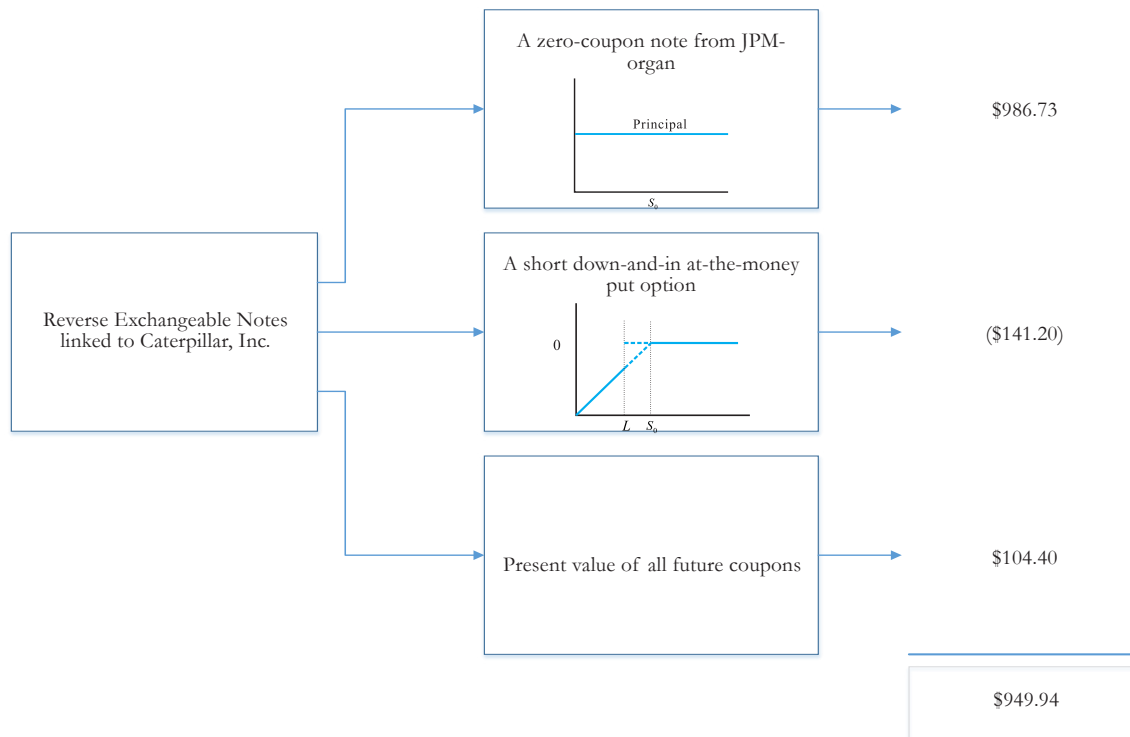 A zero-coupon note from JPM-
organ
Principal
S₀
$986.73
Reverse Exchangeable Notes
linked to Caterpillar, Inc.
A short down-and-in at-the-money
put option
0
L S₀
($141.20)
Present value of all future coupons
$104.40
$949.94